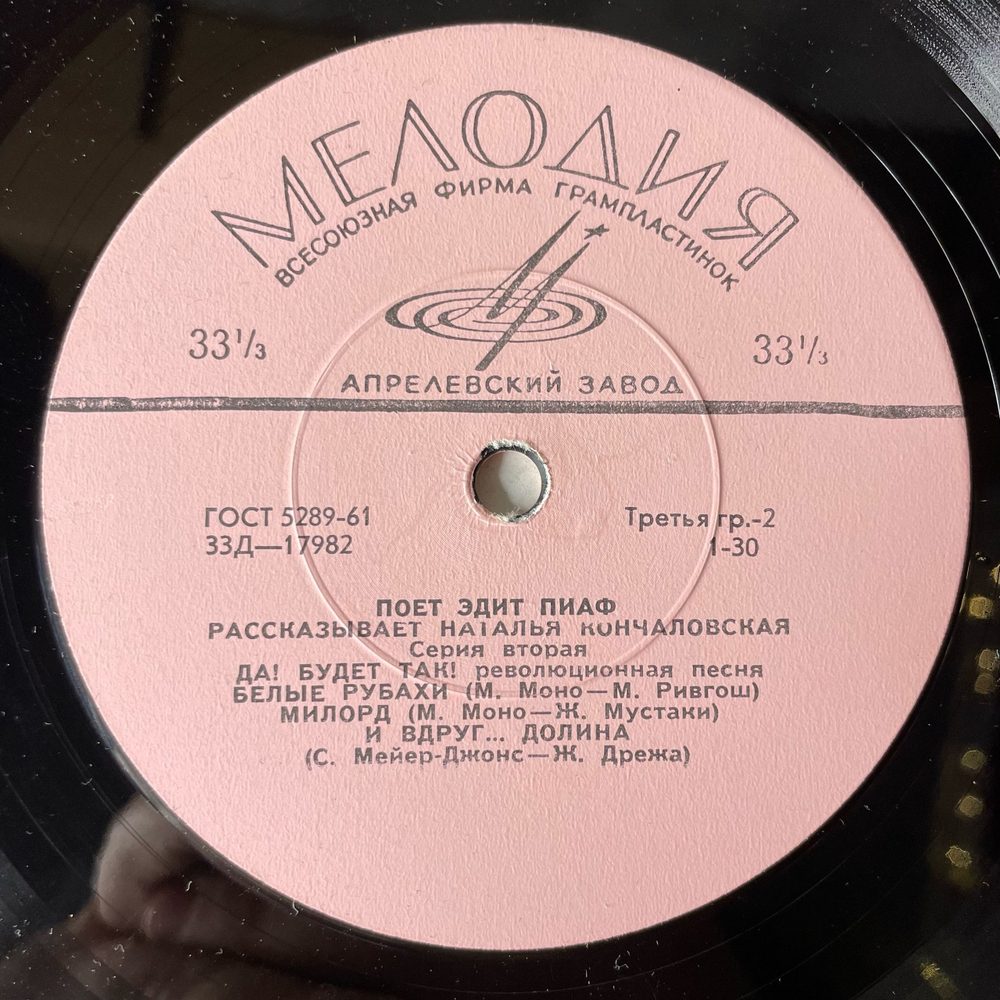 МЕЛОДИЯ
ВСЕСОЮЗНАЯ ФИРМА ГРАМПЛАСТИНОК
33⅓ 33⅓
АПРЕЛЕВСКИЙ ЗАВОД
ГОСТ 5289-61 Третья гр.-2
33Д—17982 1-30
ПОЕТ ЭДИТ ПИАФ
РАССКАЗЫВАЕТ НАТАЛЬЯ КОНЧАЛОВСКАЯ
Серия вторая
ДА! БУДЕТ ТАК! революционная песня
БЕЛЫЕ РУБАХИ (М. Моно—М. Ривгош)
МИЛОРД (М. Моно—Ж. Мустаки)
И ВДРУГ... ДОЛИНА
(С. Мейер-Джонс—Ж. Дрежа)